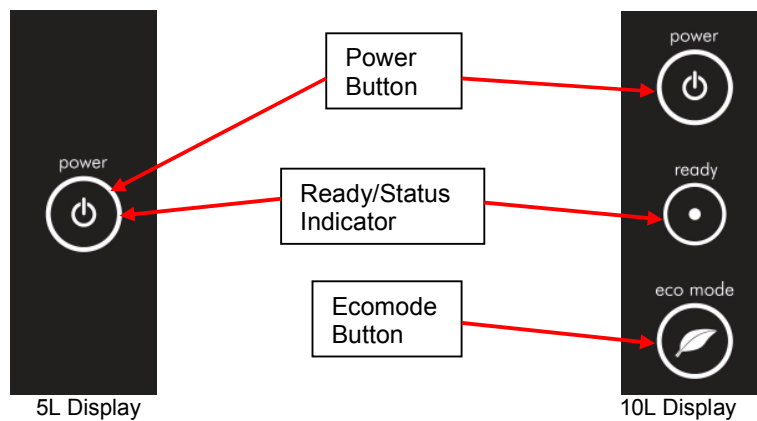 power
Power
Button
power
Ready/Status
Indicator
ready
Ecomode
Button
eco mode
5L Display
10L Display